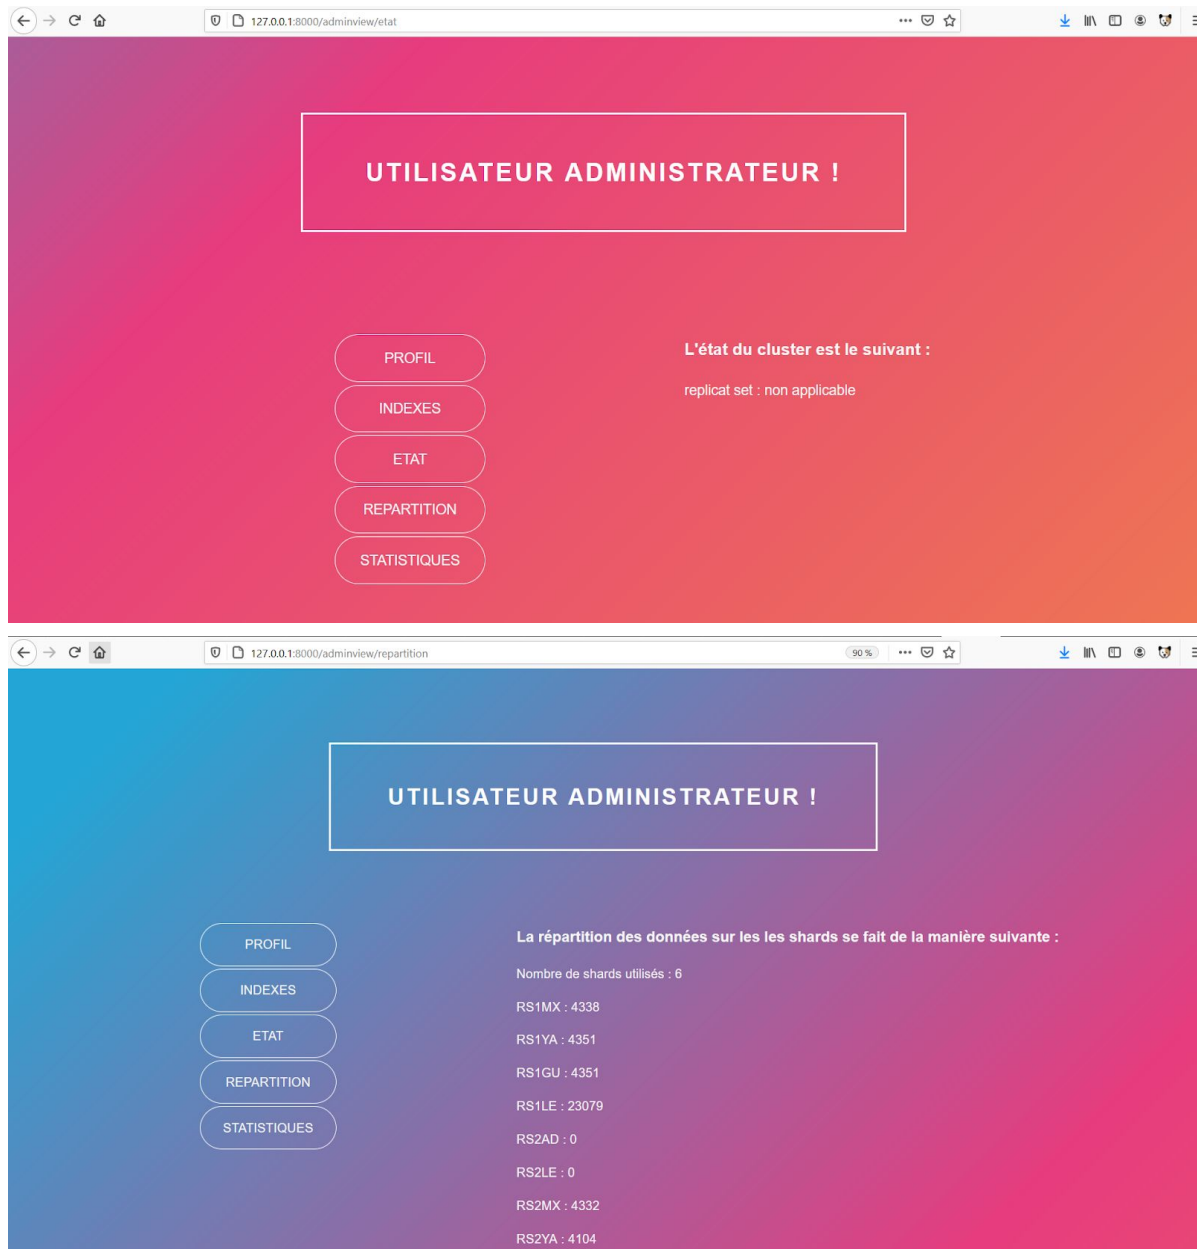 127.0.0.1:8000/adminview/etat
UTILISATEUR ADMINISTRATEUR !
PROFIL
INDEXES
ETAT
REPARTITION
STATISTIQUES
L'état du cluster est le suivant :
replicat set : non applicable
127.0.0.1:8000/adminview/repartition
90 %
UTILISATEUR ADMINISTRATEUR !
PROFIL
INDEXES
ETAT
REPARTITION
STATISTIQUES
La répartition des données sur les les shards se fait de la manière suivante :
Nombre de shards utilisés : 6
RS1MX : 4338
RS1YA : 4351
RS1GU : 4351
RS1LE : 23079
RS2AD : 0
RS2LE : 0
RS2MX : 4332
RS2YA : 4104